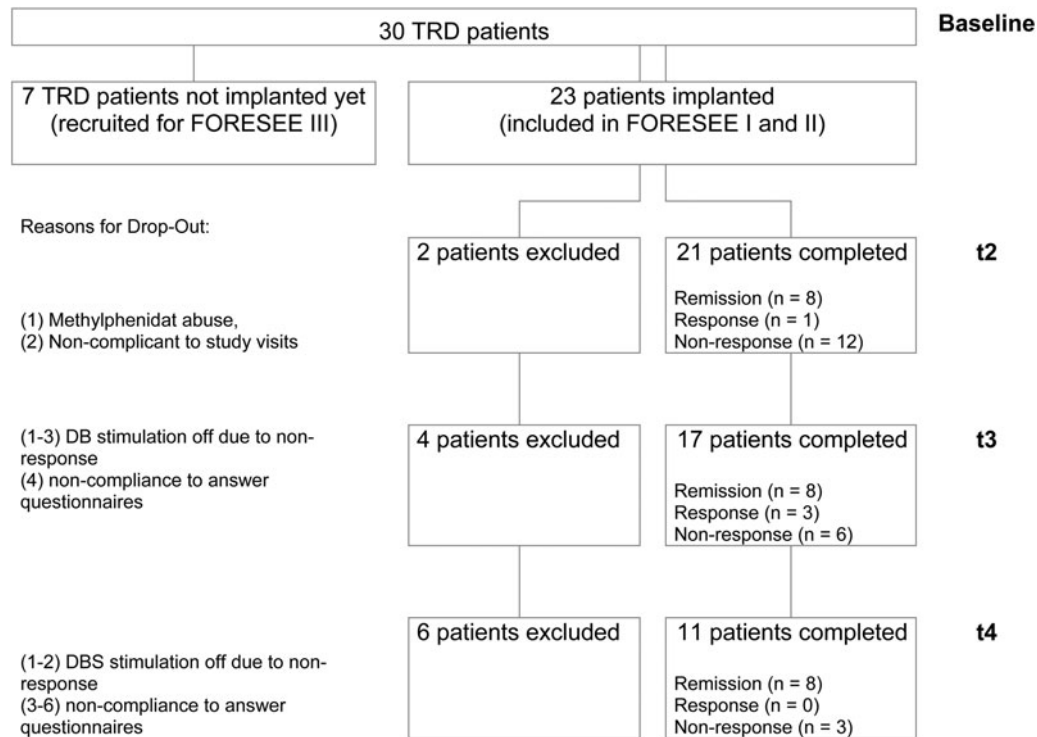 30 TRD patients
Baseline
7 TRD patients not implanted yet
(recruited for FORESEE III)
23 patients implanted
(included in FORESEE I and II)
Reasons for Drop-Out:
(1) Methylphenidat abuse,
(2) Non-complicant to study visits
2 patients excluded
21 patients completed
Remission (n = 8)
Response (n = 1)
Non-response (n = 12)
t2
(1-3) DB stimulation off due to non-
response
(4) non-compliance to answer
questionnaires
4 patients excluded
17 patients completed
Remission (n = 8)
Response (n = 3)
Non-response (n = 6)
t3
(1-2) DBS stimulation off due to non-
response
(3-6) non-compliance to answer
questionnaires
6 patients excluded
11 patients completed
Remission (n = 8)
Response (n = 0)
Non-response (n = 3)
t4